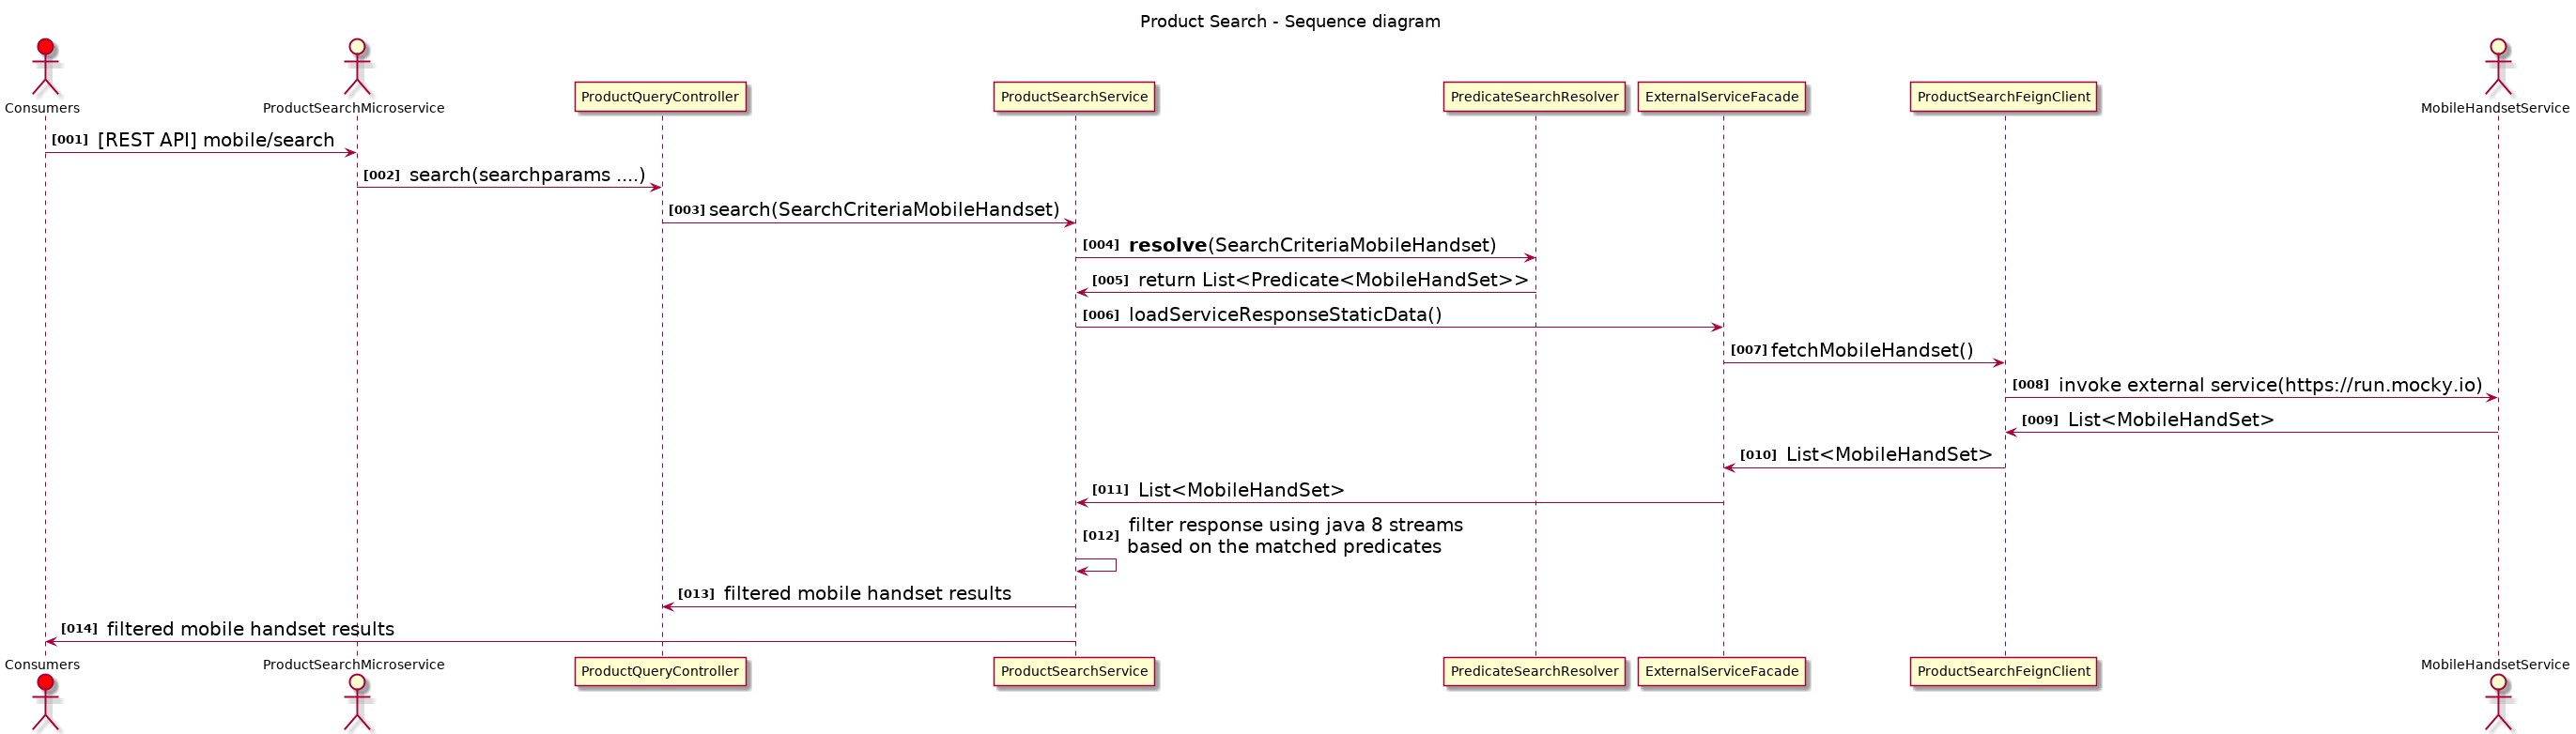 Product Search - Sequence diagram
Consumers
ProductSearchMicroservice
ProductQueryController
ProductSearchService
PredicateSearchResolver
ExternalServiceFacade
ProductSearchFeignClient
MobileHandsetService
[001] [REST API] mobile/search
[002] search(searchparams ....)
[003] search(SearchCriteriaMobileHandset)
[004] resolve(SearchCriteriaMobileHandset)
[005] return List<Predicate<MobileHandSet>>
[006] loadServiceResponseStaticData()
[007] fetchMobileHandset()
[008] invoke external service(https://run.mocky.io)
[009] List<MobileHandSet>
[010] List<MobileHandSet>
[011] List<MobileHandSet>
[012] filter response using java 8 streams
based on the matched predicates
[013] filtered mobile handset results
[014] filtered mobile handset results
Consumers
ProductSearchMicroservice
ProductQueryController
ProductSearchService
PredicateSearchResolver
ExternalServiceFacade
ProductSearchFeignClient
MobileHandsetService